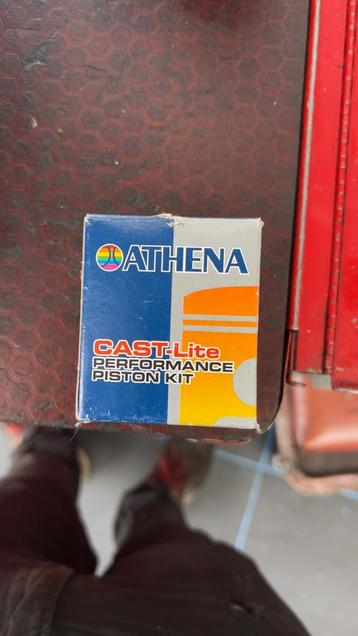 ATHENA
CAST-Lite
PERFORMANCE
PISTON KIT